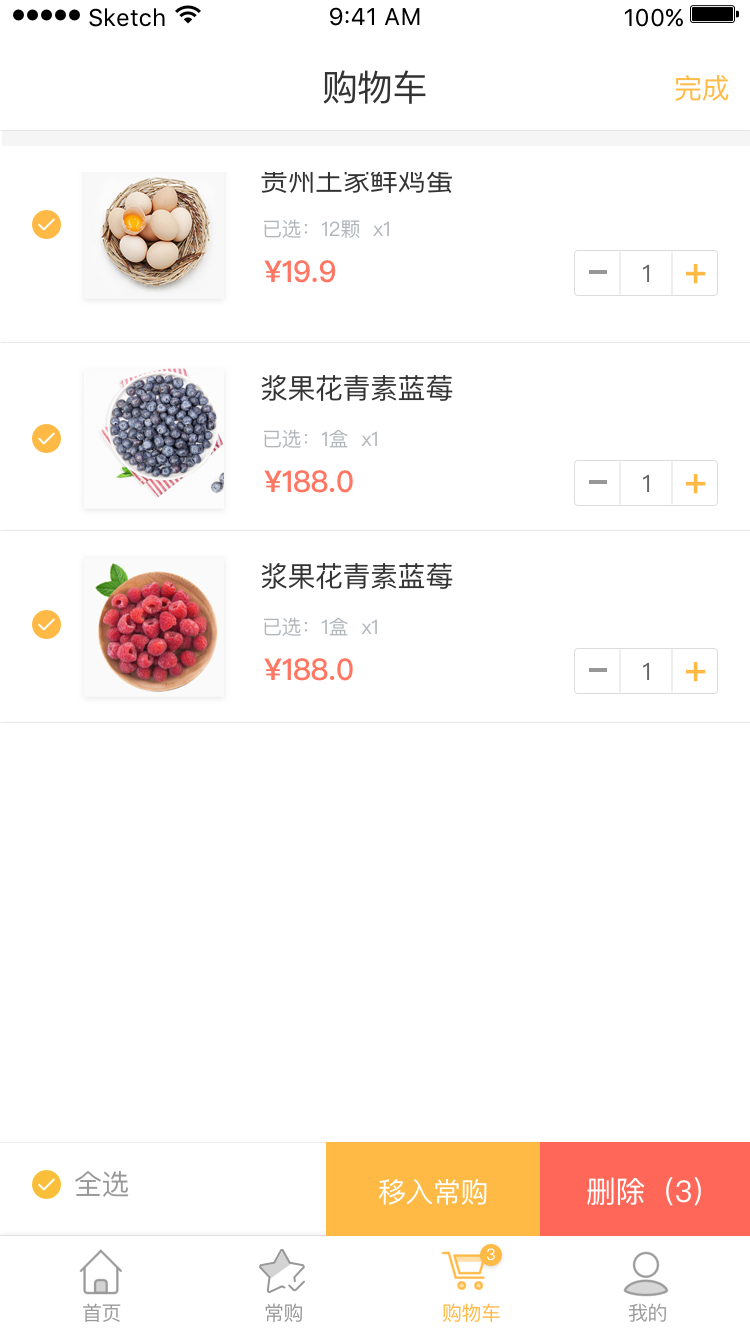 Sketch 9:41 AM 100%
购物车 完成
贵州土家鲜鸡蛋
已选：12颗 x1
¥19.9
1
浆果花青素蓝莓
已选：1盒 x1
¥188.0
1
浆果花青素蓝莓
已选：1盒 x1
¥188.0
1
全选 移入常购 删除（3）
3
首页 常购 购物车 我的